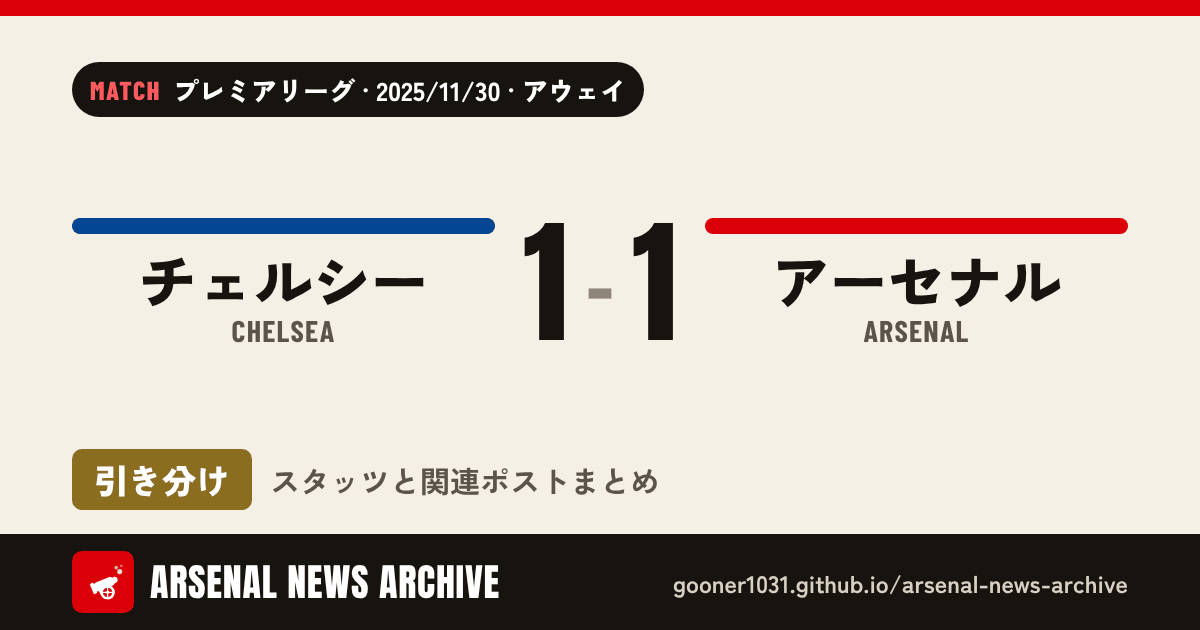 MATCH プレミアリーグ · 2025/11/30 · アウェイ
チェルシー 1 - 1 アーセナル
CHELSEA ARSENAL
引き分け スタッツと関連ポストまとめ
ARSENAL NEWS ARCHIVE gooner1031.github.io/arsenal-news-archive